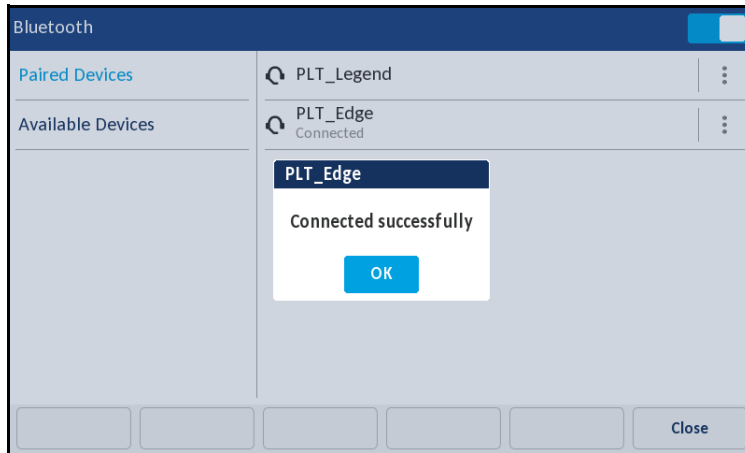 Bluetooth
Paired Devices
Available Devices
PLT_Legend
PLT_Edge
Connected
PLT_Edge
Connected successfully
OK
Close